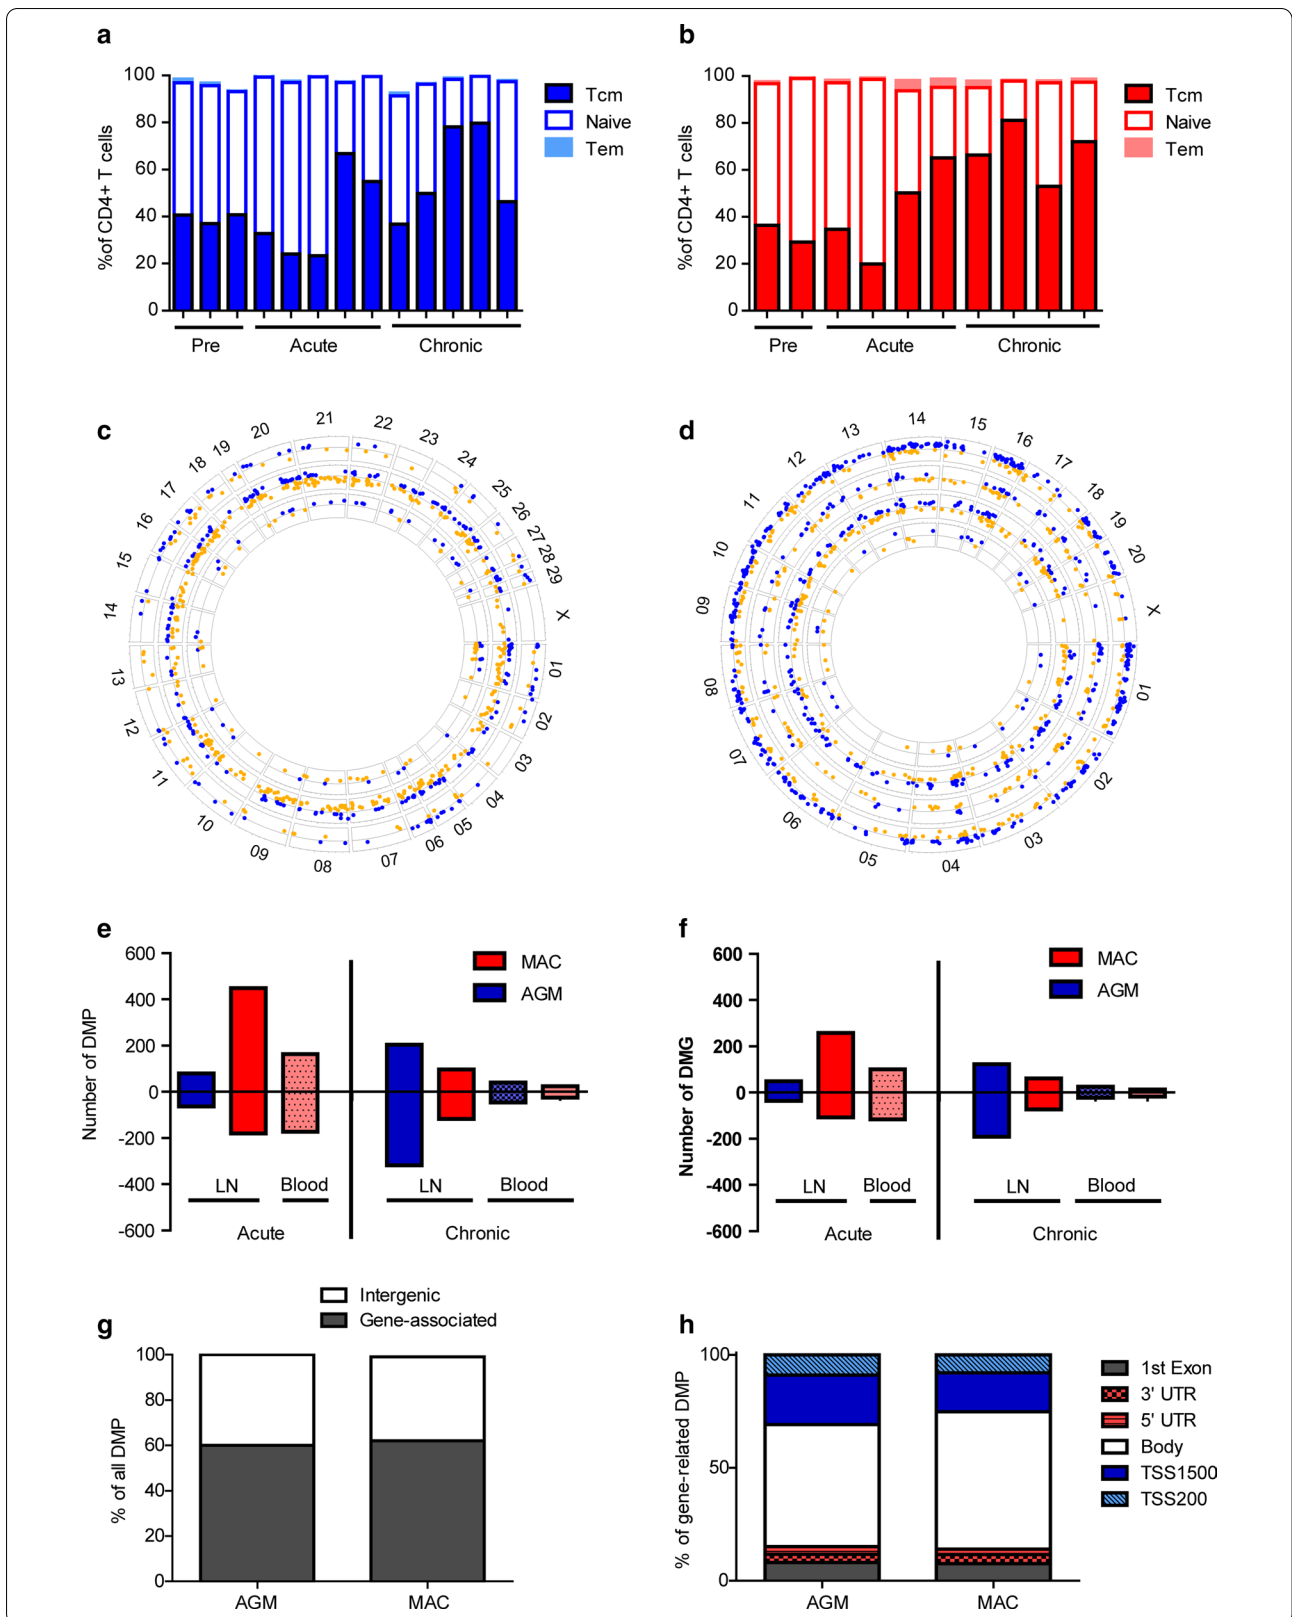 a
100
80
60
40
20
0
%of CD4+ T cells
Tcm
Naive
Tem
Pre
Acute
Chronic
b
100
80
60
40
20
0
%of CD4+ T cells
Tcm
Naive
Tem
Pre
Acute
Chronic
c
01
02
03
04
05
06
07
08
09
10
11
12
13
14
15
16
17
18
19
20
21
22
23
24
25
26
27
28
29
X
d
01
02
03
04
05
06
07
08
09
10
11
12
13
14
15
16
17
18
19
20
X
e
600
400
200
0
-200
-400
-600
Number of DMP
MAC
AGM
LN
Blood
LN
Blood
Acute
Chronic
f
600
400
200
0
-200
-400
-600
Number of DMG
MAC
AGM
LN
Blood
LN
Blood
Acute
Chronic
g
Intergenic
Gene-associated
100
80
60
40
20
0
% of all DMP
AGM
MAC
h
100
50
0
% of gene-related DMP
1st Exon
3' UTR
5' UTR
Body
TSS1500
TSS200
AGM
MAC